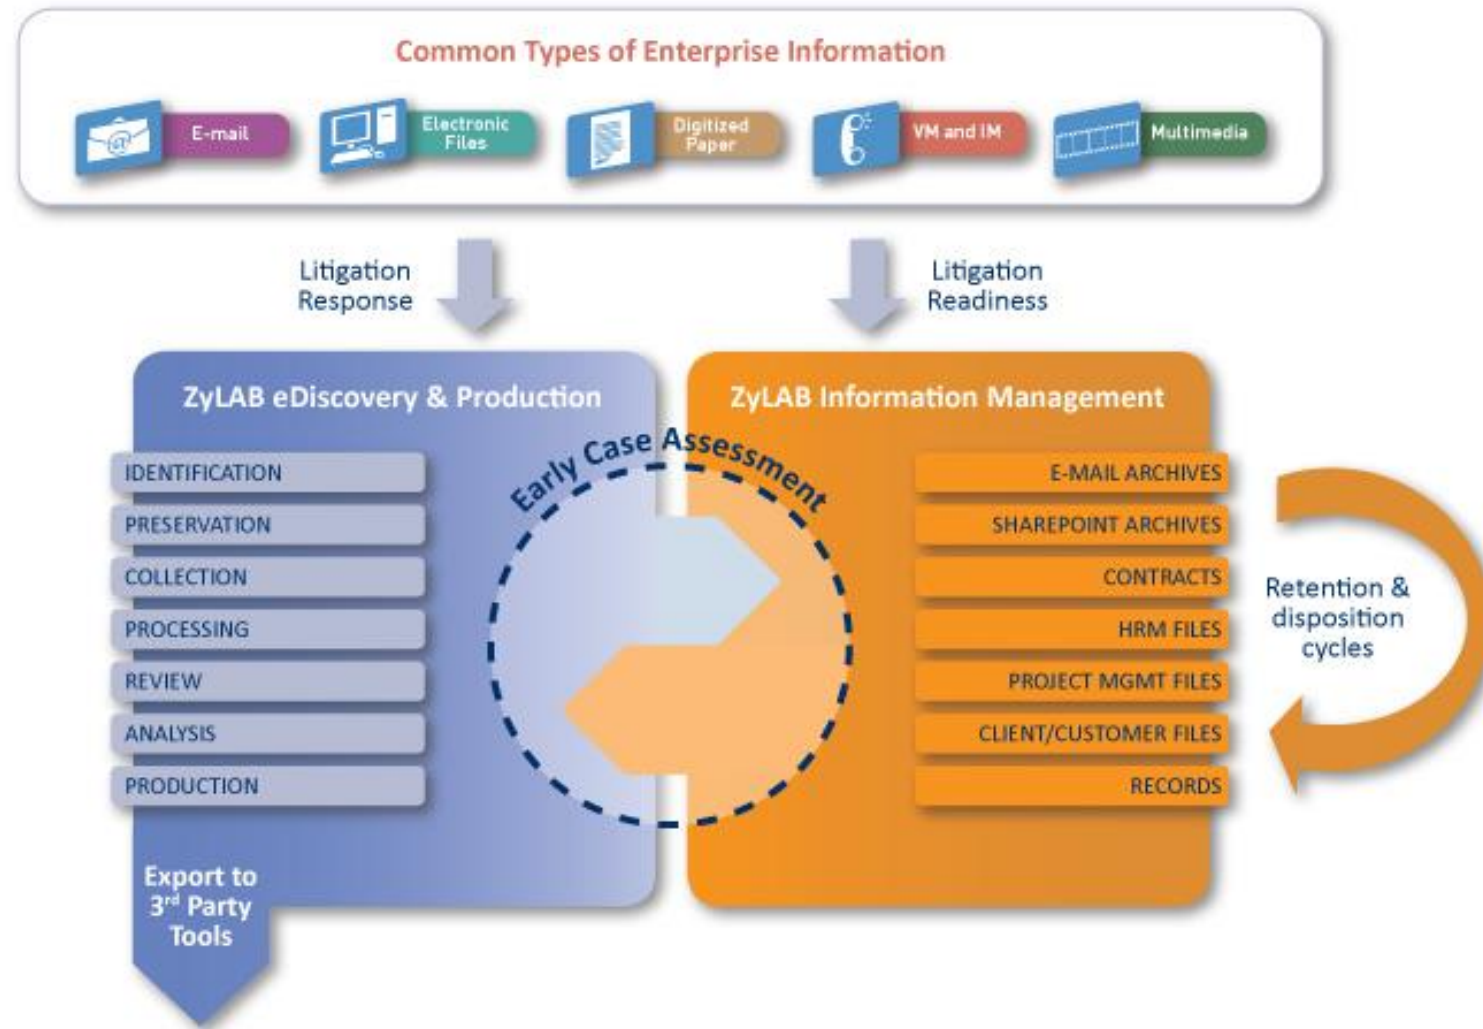 Common Types of Enterprise Information
E-mail
Electronic
Files
Digitized
Paper
VM and IM
Multimedia
Litigation
Response
Litigation
Readiness
ZyLAB eDiscovery & Production
ZyLAB Information Management
Early Case Assessment
IDENTIFICATION
PRESERVATION
COLLECTION
PROCESSING
REVIEW
ANALYSIS
PRODUCTION
E-MAIL ARCHIVES
SHAREPOINT ARCHIVES
CONTRACTS
HRM FILES
PROJECT MGMT FILES
CLIENT/CUSTOMER FILES
RECORDS
Retention &
disposition
cycles
Export to
3rd Party
Tools